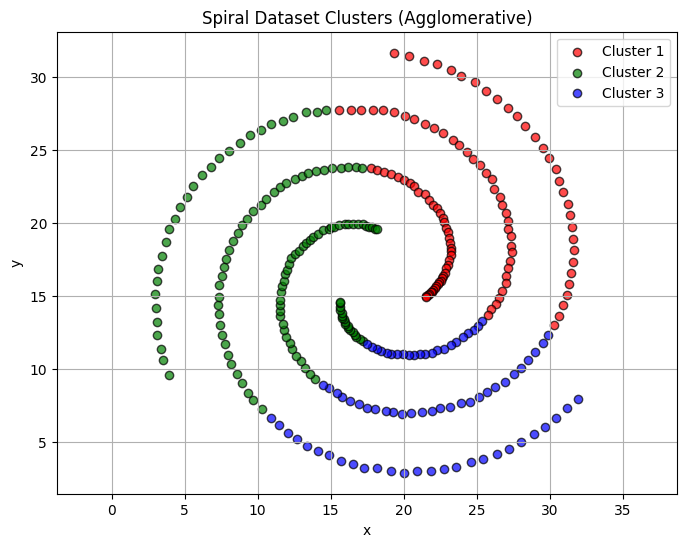 Spiral Dataset Clusters (Agglomerative)
Cluster 1
Cluster 2
Cluster 3
30
25
20
15
10
5
y
0 5 10 15 20 25 30 35
x